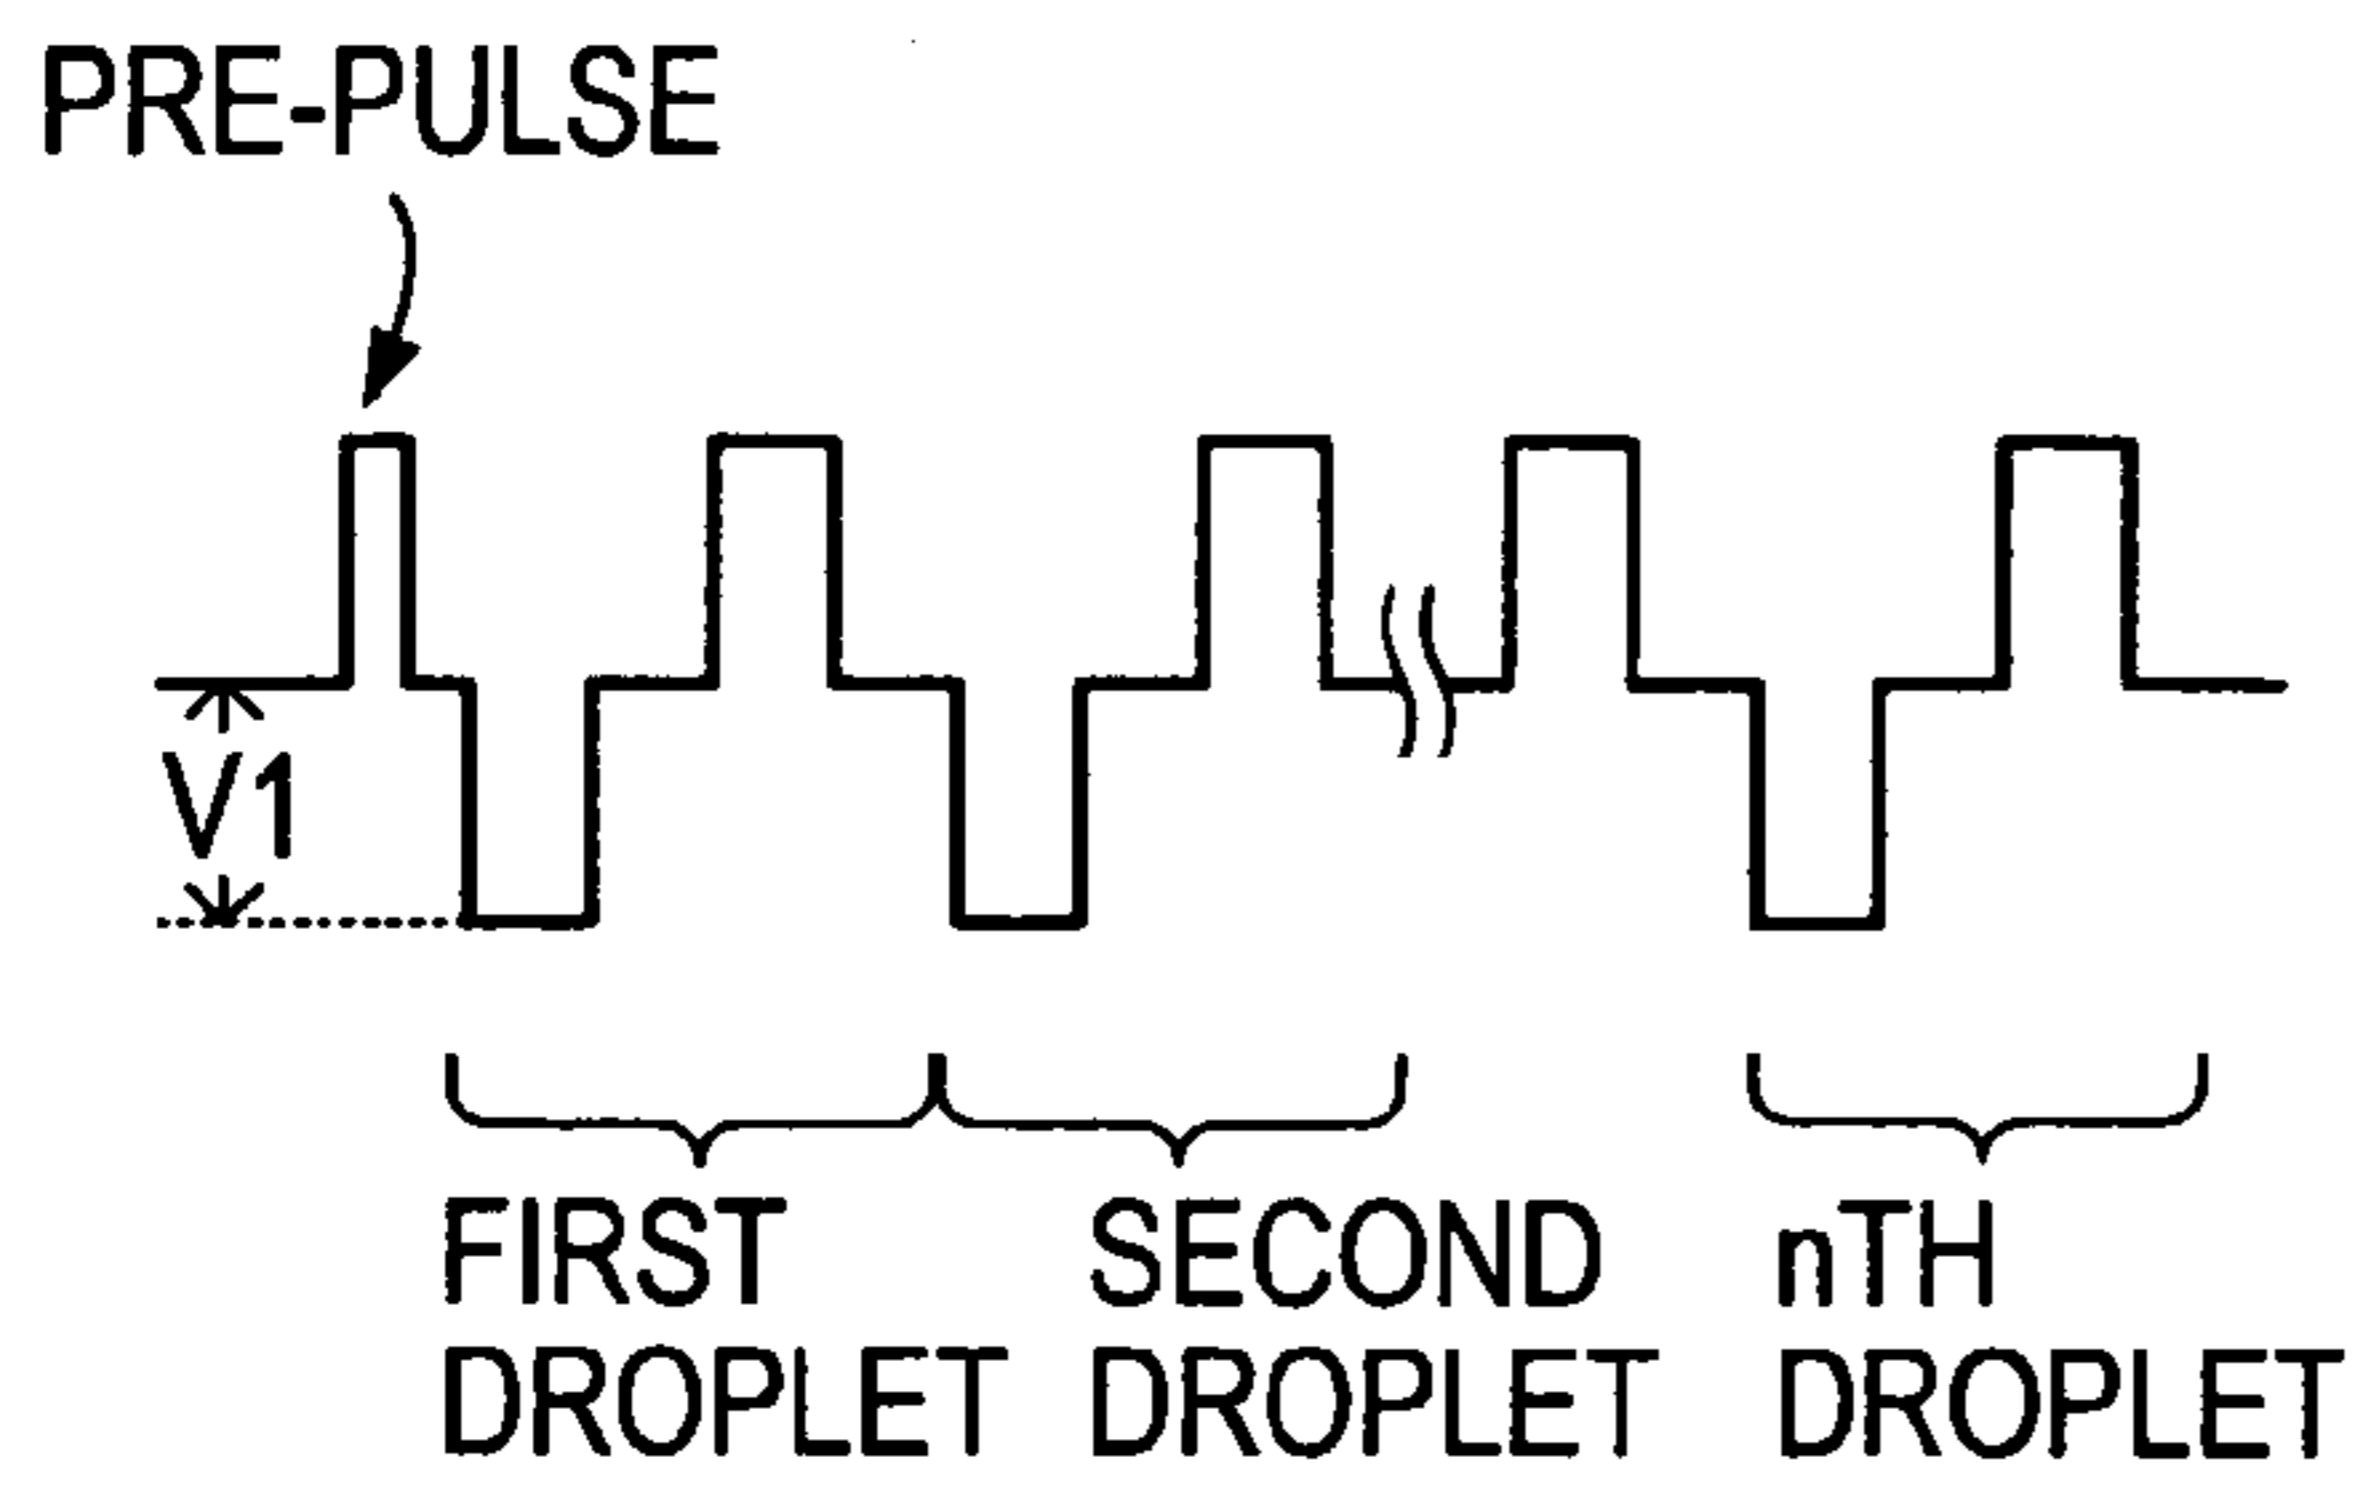 PRE-PULSE
V1
FIRST
DROPLET
SECOND
DROPLET
nTH
DROPLET